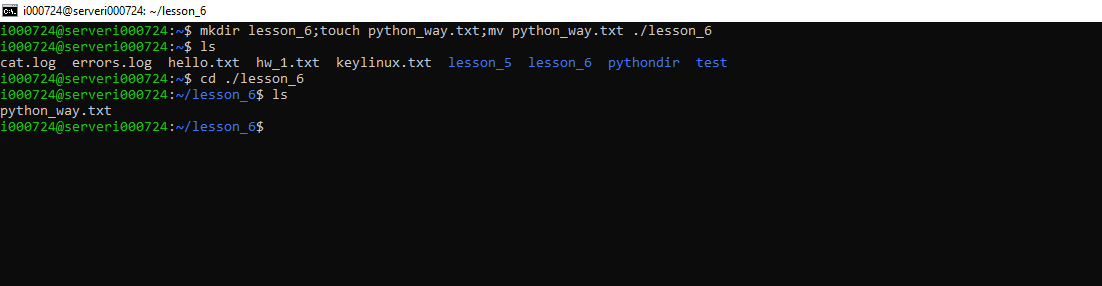 i000724@serveri000724: ~/lesson_6
i000724@serveri000724:~$ mkdir lesson_6;touch python_way.txt;mv python_way.txt ./lesson_6
i000724@serveri000724:~$ ls
cat.log  errors.log  hello.txt  hw_1.txt  keylinux.txt  lesson_5  lesson_6  pythondir  test
i000724@serveri000724:~$ cd ./lesson_6
i000724@serveri000724:~/lesson_6$ ls
python_way.txt
i000724@serveri000724:~/lesson_6$